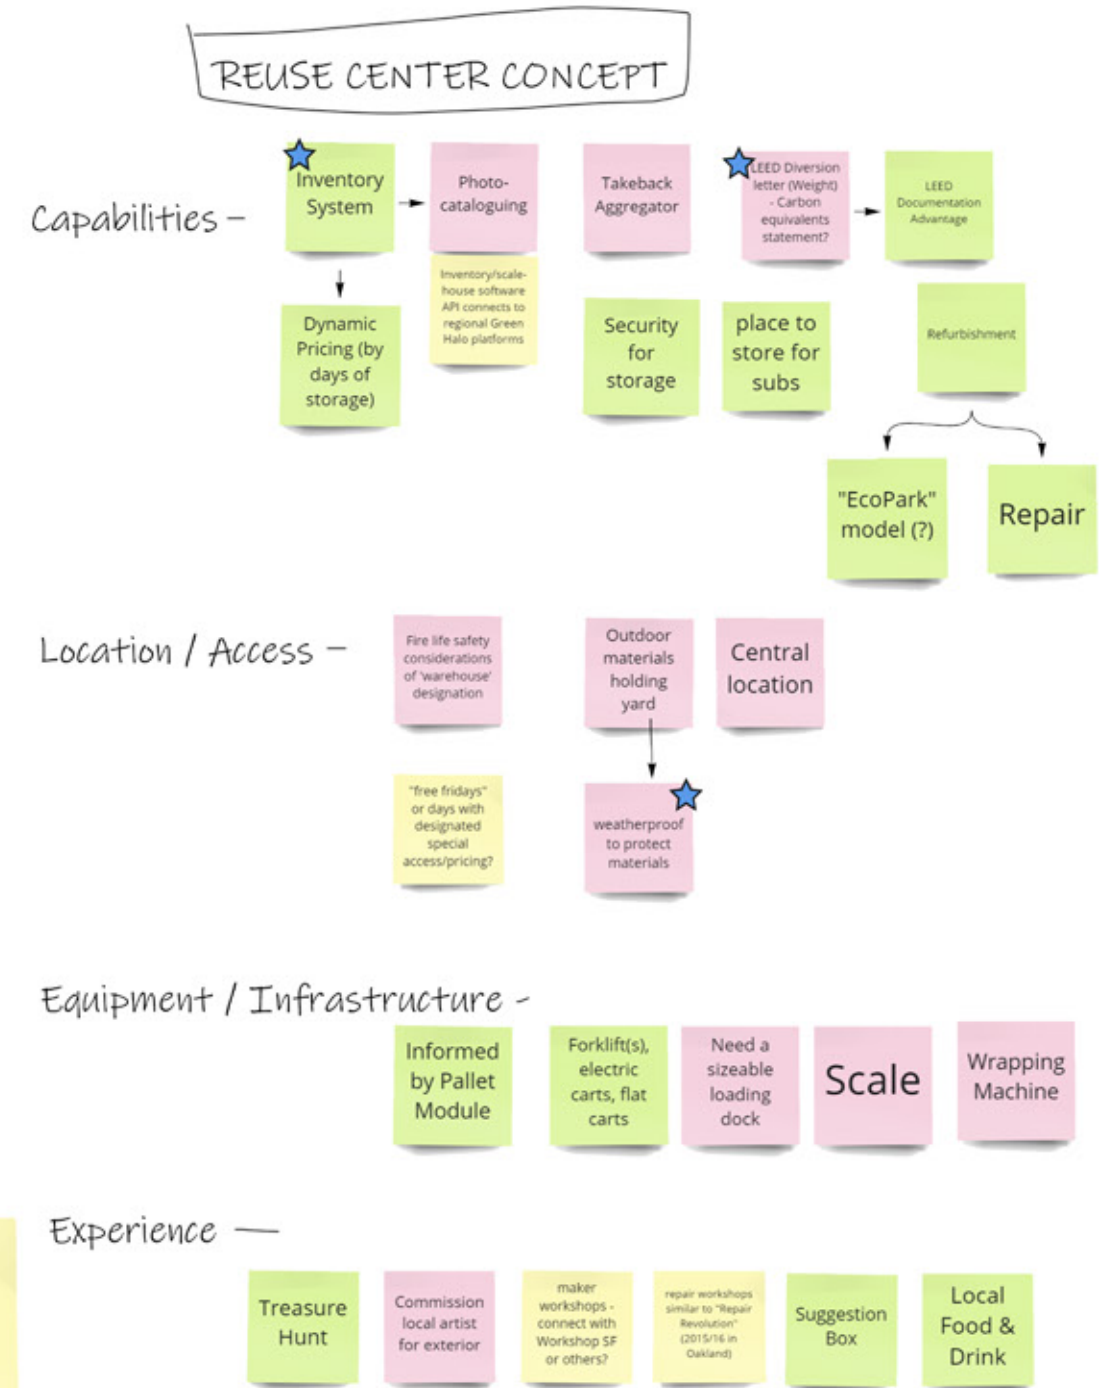 REUSE CENTER CONCEPT
Capabilities -
Inventory
System
Photo-
cataloguing
Takeback
Aggregator
LEED Diversion
letter (Weight)
- Carbon
equivalents
statement?
LEED
Documentation
Advantage
Inventory/scale-
house software
API connects to
regional Green
Halo platforms
Dynamic
Pricing (by
days of
storage)
Security
for
storage
place to
store for
subs
Refurbishment
"EcoPark"
model (?)
Repair
Location / Access -
Fire life safety
considerations
of 'warehouse'
designation
Outdoor
materials
holding
yard
Central
location
"free fridays"
or days with
designated
special
access/pricing?
weatherproof
to protect
materials
Equipment / Infrastructure -
Informed
by Pallet
Module
Forklift(s),
electric
carts, flat
carts
Need a
sizeable
loading
dock
Scale
Wrapping
Machine
Experience —
Treasure
Hunt
Commission
local artist
for exterior
maker
workshops -
connect with
Workshop SF
or others?
repair workshops
similar to "Repair
Revolution"
(2015/16 in
Oakland)
Suggestion
Box
Local
Food &
Drink